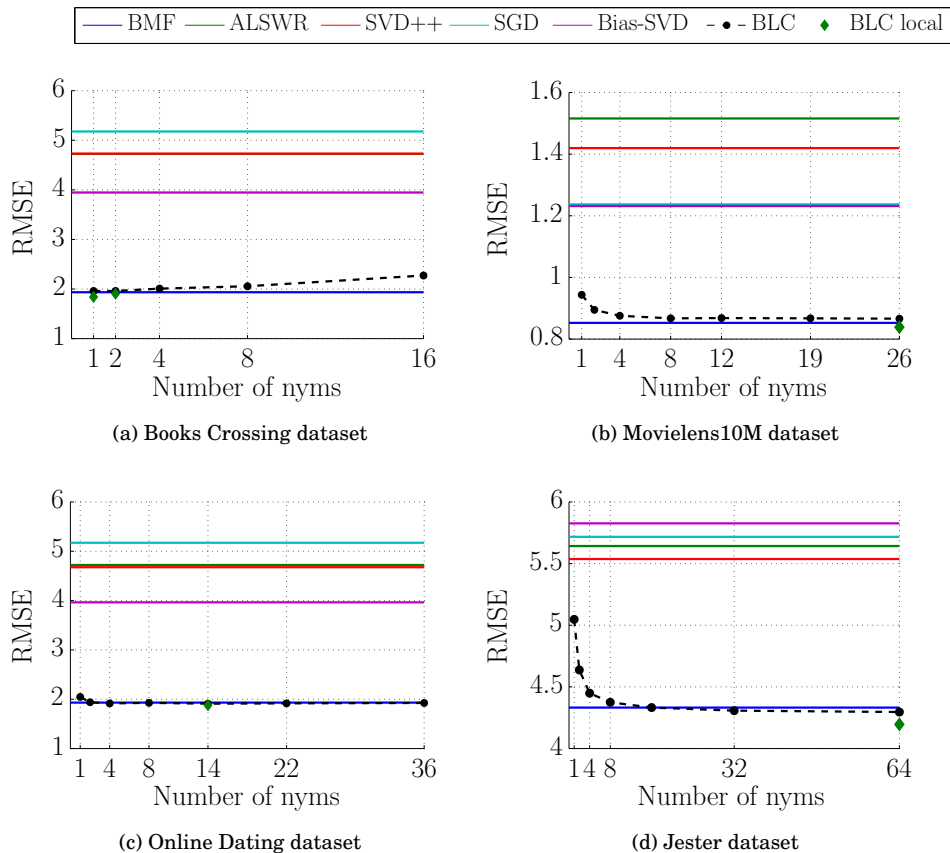 BMF ALSWR SVD++ SGD Bias-SVD BLC BLC local
6
5
4
3
2
1
RMSE
1 2 4 8 16
Number of nyms
(a) Books Crossing dataset
1.6
1.4
1.2
1
0.8
RMSE
1 4 8 12 19 26
Number of nyms
(b) Movielens10M dataset
6
5
4
3
2
1
RMSE
1 4 8 14 22 36
Number of nyms
(c) Online Dating dataset
6
5.5
5
4.5
4
RMSE
1 4 8 32 64
Number of nyms
(d) Jester dataset